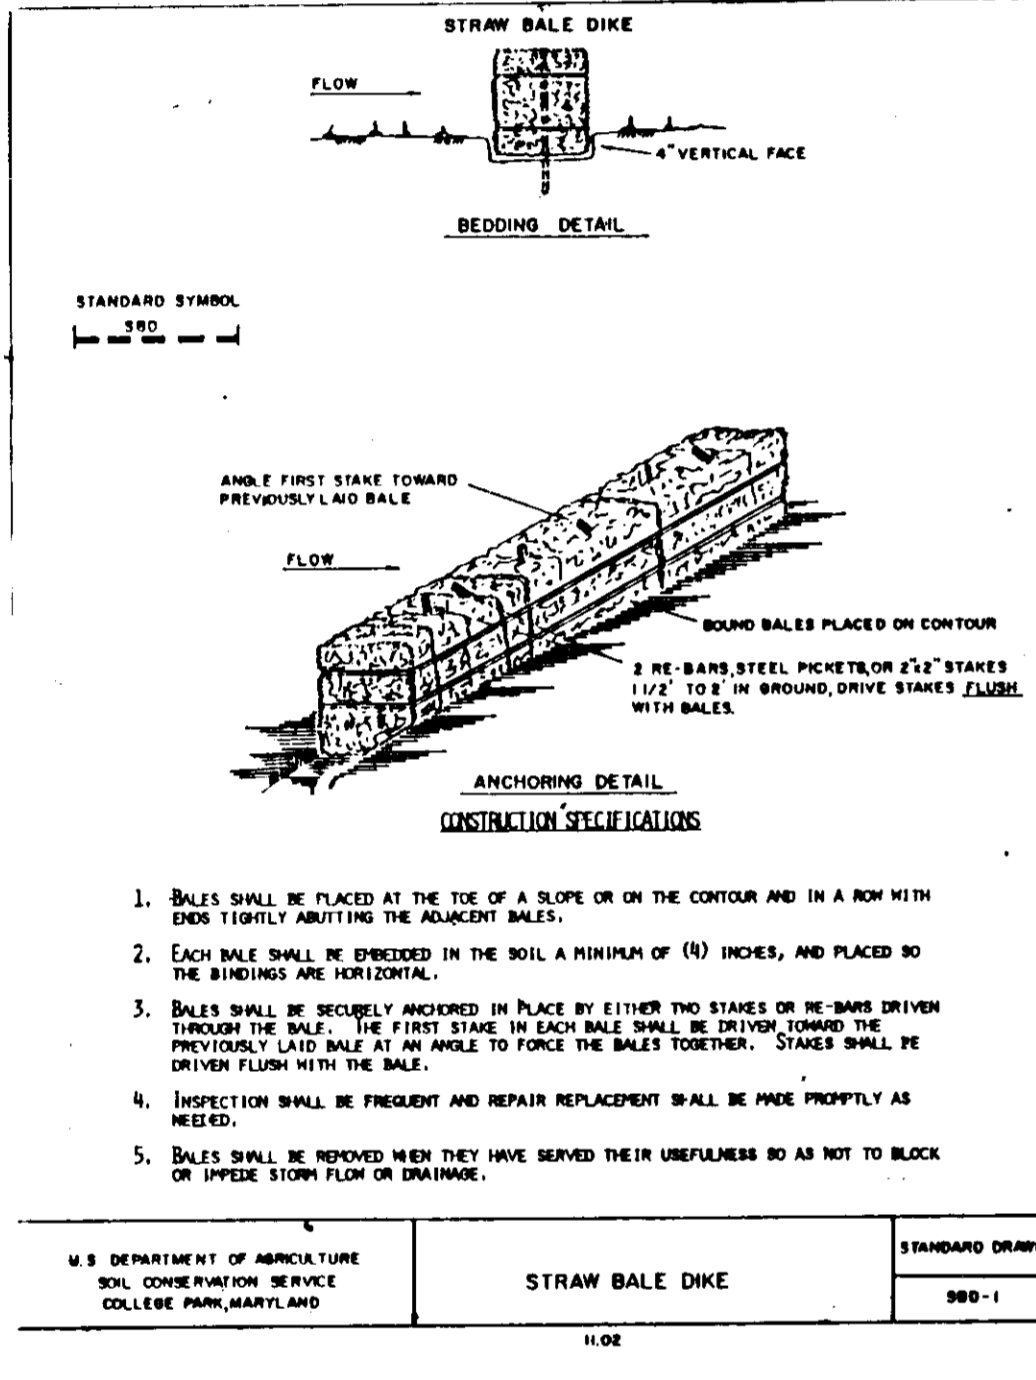 STRAW BALE DIKE
FLOW
4" VERTICAL FACE
BEDDING DETAIL
STANDARD SYMBOL
SBD
ANGLE FIRST STAKE TOWARD
PREVIOUSLY LAID BALE
FLOW
BOUND BALES PLACED ON CONTOUR
2 RE-BARS, STEEL PICKETS, OR 2"x2" STAKES
1 1/2' TO 2' IN GROUND, DRIVE STAKES FLUSH
WITH BALES.
ANCHORING DETAIL
CONSTRUCTION SPECIFICATIONS
1. BALES SHALL BE PLACED AT THE TOE OF A SLOPE OR ON THE CONTOUR AND IN A ROW WITH
ENDS TIGHTLY ABUTTING THE ADJACENT BALES.
2. EACH BALE SHALL BE EMBEDDED IN THE SOIL A MINIMUM OF (4) INCHES, AND PLACED SO
THE BINDINGS ARE HORIZONTAL.
3. BALES SHALL BE SECURELY ANCHORED IN PLACE BY EITHER TWO STAKES OR RE-BARS DRIVEN
THROUGH THE BALE. THE FIRST STAKE IN EACH BALE SHALL BE DRIVEN TOWARD THE
PREVIOUSLY LAID BALE AT AN ANGLE TO FORCE THE BALES TOGETHER. STAKES SHALL BE
DRIVEN FLUSH WITH THE BALE.
4. INSPECTION SHALL BE FREQUENT AND REPAIR REPLACEMENT SHALL BE MADE PROMPTLY AS
NEEDED.
5. BALES SHALL BE REMOVED WHEN THEY HAVE SERVED THEIR USEFULNESS SO AS NOT TO BLOCK
OR IMPEDE STORM FLOW OR DRAINAGE.
U.S DEPARTMENT OF AGRICULTURE
SOIL CONSERVATION SERVICE
COLLEGE PARK, MARYLAND
STRAW BALE DIKE
STANDARD DRAW
SBD-1
11.02